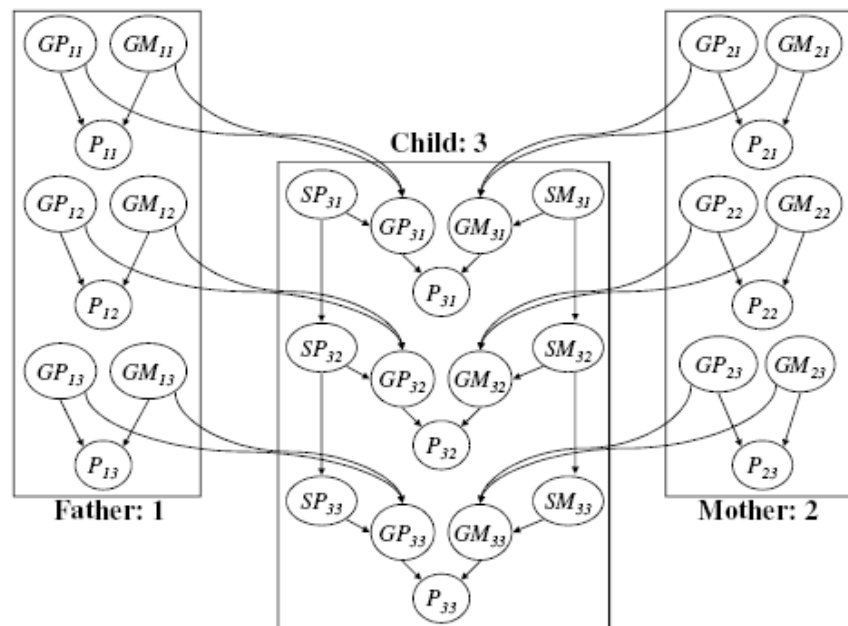 GP11 GM11 GP21 GM21
P11 P21
Child: 3
GP12 GM12 SP31 SM31 GP22 GM22
GP31 GM31
P31
P12 P22
SP32 SM32
GP13 GM13 GP32 GM32 GP23 GM23
P32
P13 P23
SP33 SM33
Father: 1 Mother: 2
GP33 GM33
P33